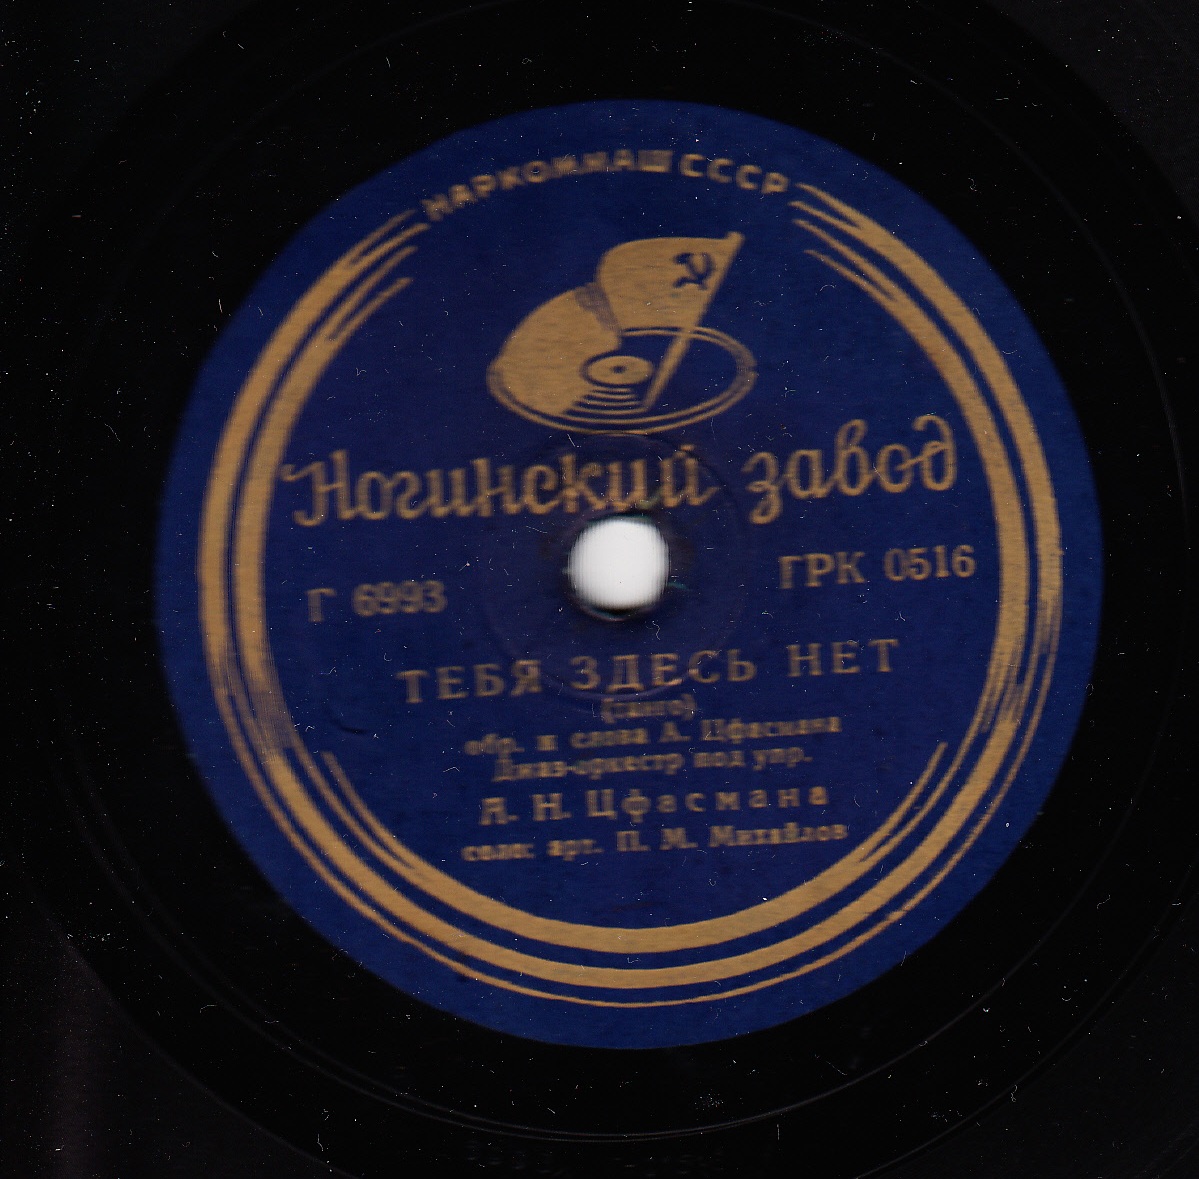 НАРКОММАШ СССР
Ногинский завод
Г 6993
ГРК 0516
ТЕБЯ ЗДЕСЬ НЕТ
(танго)
обр. и слова А. Цфасмана
Джаз-оркестр под упр.
А. Н. Цфасмана
соло: арт. П. М. Михайлов